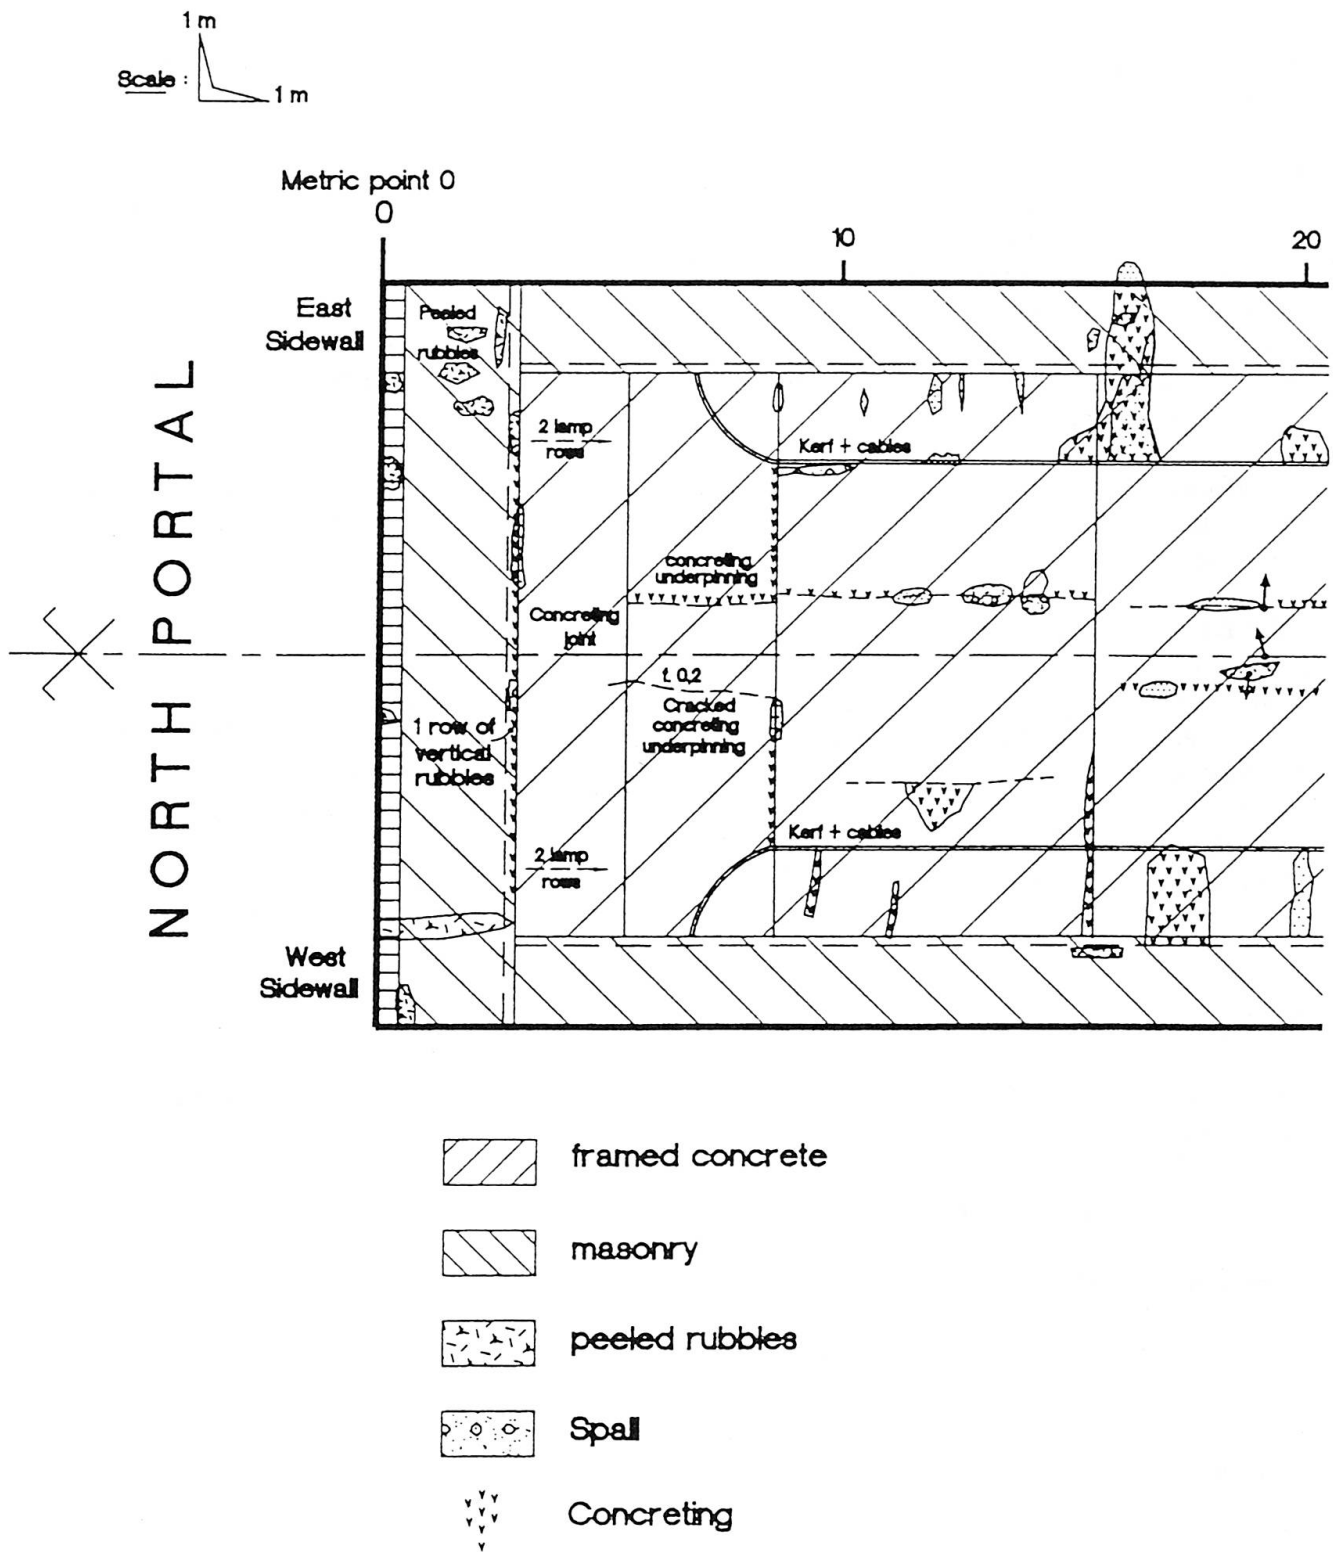 1 m
Scale :
1 m
Metric point 0
0
10
20
East
Sidewall
Peeled
rubbles
NORTH PORTAL
2 lamp
rows
Kerf + cables
concreting
underpinning
Concreting
joint
f. 0,2
Cracked
concreting
underpinning
1 row of
vertical
rubbles
Kerf + cables
2 lamp
rows
West
Sidewall
framed concrete
masonry
peeled rubbles
Spall
Concreting